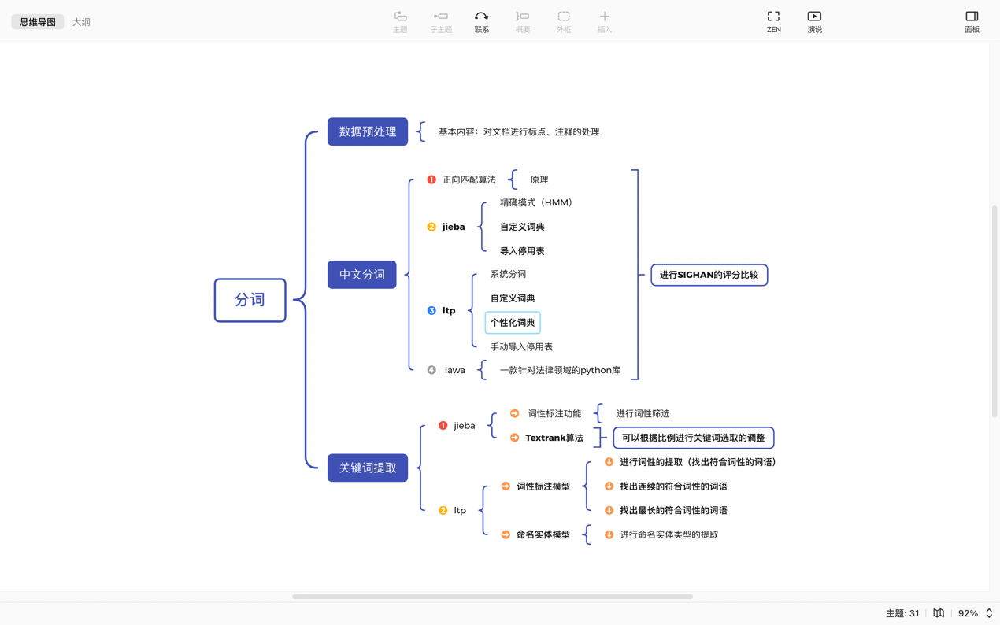 思维导图
大纲
主题
子主题
联系
概要
外框
插入
ZEN
演说
面板
分词
数据预处理
基本内容：对文档进行标点、注释的处理
中文分词
1 正向匹配算法
原理
2 jieba
精确模式（HMM）
自定义词典
导入停用表
3 ltp
系统分词
自定义词典
个性化词典
手动导入停用表
4 lawa
一款针对法律领域的python库
进行SIGHAN的评分比较
关键词提取
1 jieba
词性标注功能
进行词性筛选
Textrank算法
可以根据比例进行关键词选取的调整
2 ltp
词性标注模型
进行词性的提取（找出符合词性的词语）
找出连续的符合词性的词语
找出最长的符合词性的词语
命名实体模型
进行命名实体类型的提取
主题: 31
92%